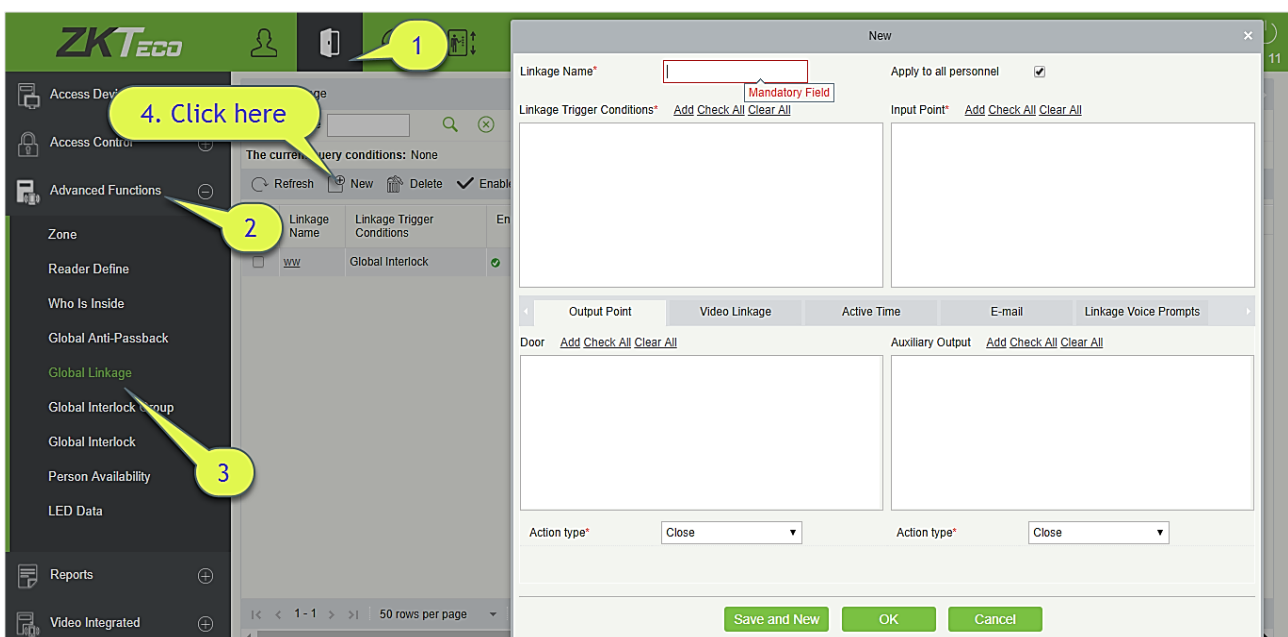 ZKTECO
1
New
11
Linkage Name*
Apply to all personnel
Mandatory Field
Linkage Trigger Conditions* Add Check All Clear All
Input Point* Add Check All Clear All
Access
4. Click here
Access Control
The current query conditions: None
Refresh New Delete Enable
Advanced Functions
2
Linkage Name
Linkage Trigger Conditions
En
ww Global Interlock
Zone
Reader Define
Who Is Inside
Global Anti-Passback
Global Linkage
Global Interlock Group
Global Interlock
Person Availability
3
LED Data
Reports
Video Integrated
Output Point Video Linkage Active Time E-mail Linkage Voice Prompts
Door Add Check All Clear All
Auxiliary Output Add Check All Clear All
Action type* Close
Action type* Close
1 - 1 50 rows per page
Save and New OK Cancel